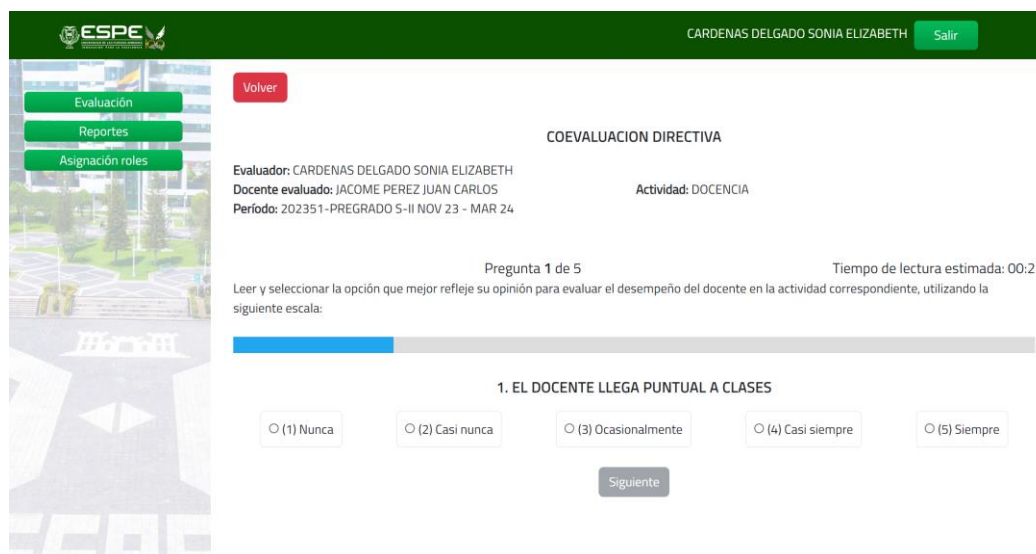 ESPE
CARDENAS DELGADO SONIA ELIZABETH
Salir
Evaluación
Reportes
Asignación roles
Volver
COEVALUACION DIRECTIVA
Evaluador: CARDENAS DELGADO SONIA ELIZABETH
Docente evaluado: JACOME PEREZ JUAN CARLOS
Actividad: DOCENCIA
Período: 202351-PREGRADO S-II NOV 23 - MAR 24
Pregunta 1 de 5
Tiempo de lectura estimada: 00:2
Leer y seleccionar la opción que mejor refleje su opinión para evaluar el desempeño del docente en la actividad correspondiente, utilizando la
siguiente escala:
1. EL DOCENTE LLEGA PUNTUAL A CLASES
(1) Nunca
(2) Casi nunca
(3) Ocasionalmente
(4) Casi siempre
(5) Siempre
Siguiente